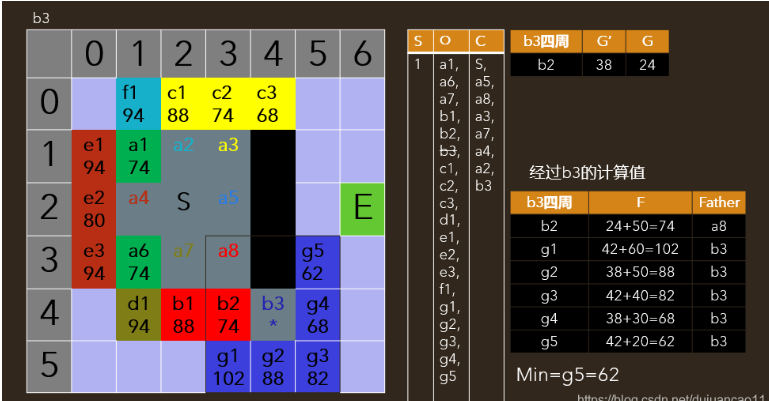 b3
0 1 2 3 4 5 6
0 f1 94 c1 88 c2 74 c3 68
1 e1 94 a1 74 a2 a3
2 e2 80 a4 S a5 E
3 e3 94 a6 74 a7 a8 g5 62
4 d1 94 b1 88 b2 74 b3 * g4 68
5 g1 102 g2 88 g3 82
S O C
1 a1, S,
a6, a5,
a7, a8,
b1, a3,
b2, a7,
b3, a4,
c1, a2,
c2, b3
c3,
d1,
e1,
e2,
e3,
f1,
g1,
g2,
g3,
g4,
g5
b3四周 G' G
b2 38 24
经过b3的计算值
b3四周 F Father
b2 24+50=74 a8
g1 42+60=102 b3
g2 38+50=88 b3
g3 42+40=82 b3
g4 38+30=68 b3
g5 42+20=62 b3
Min=g5=62
https://blog.csdn.net/dujuancao11